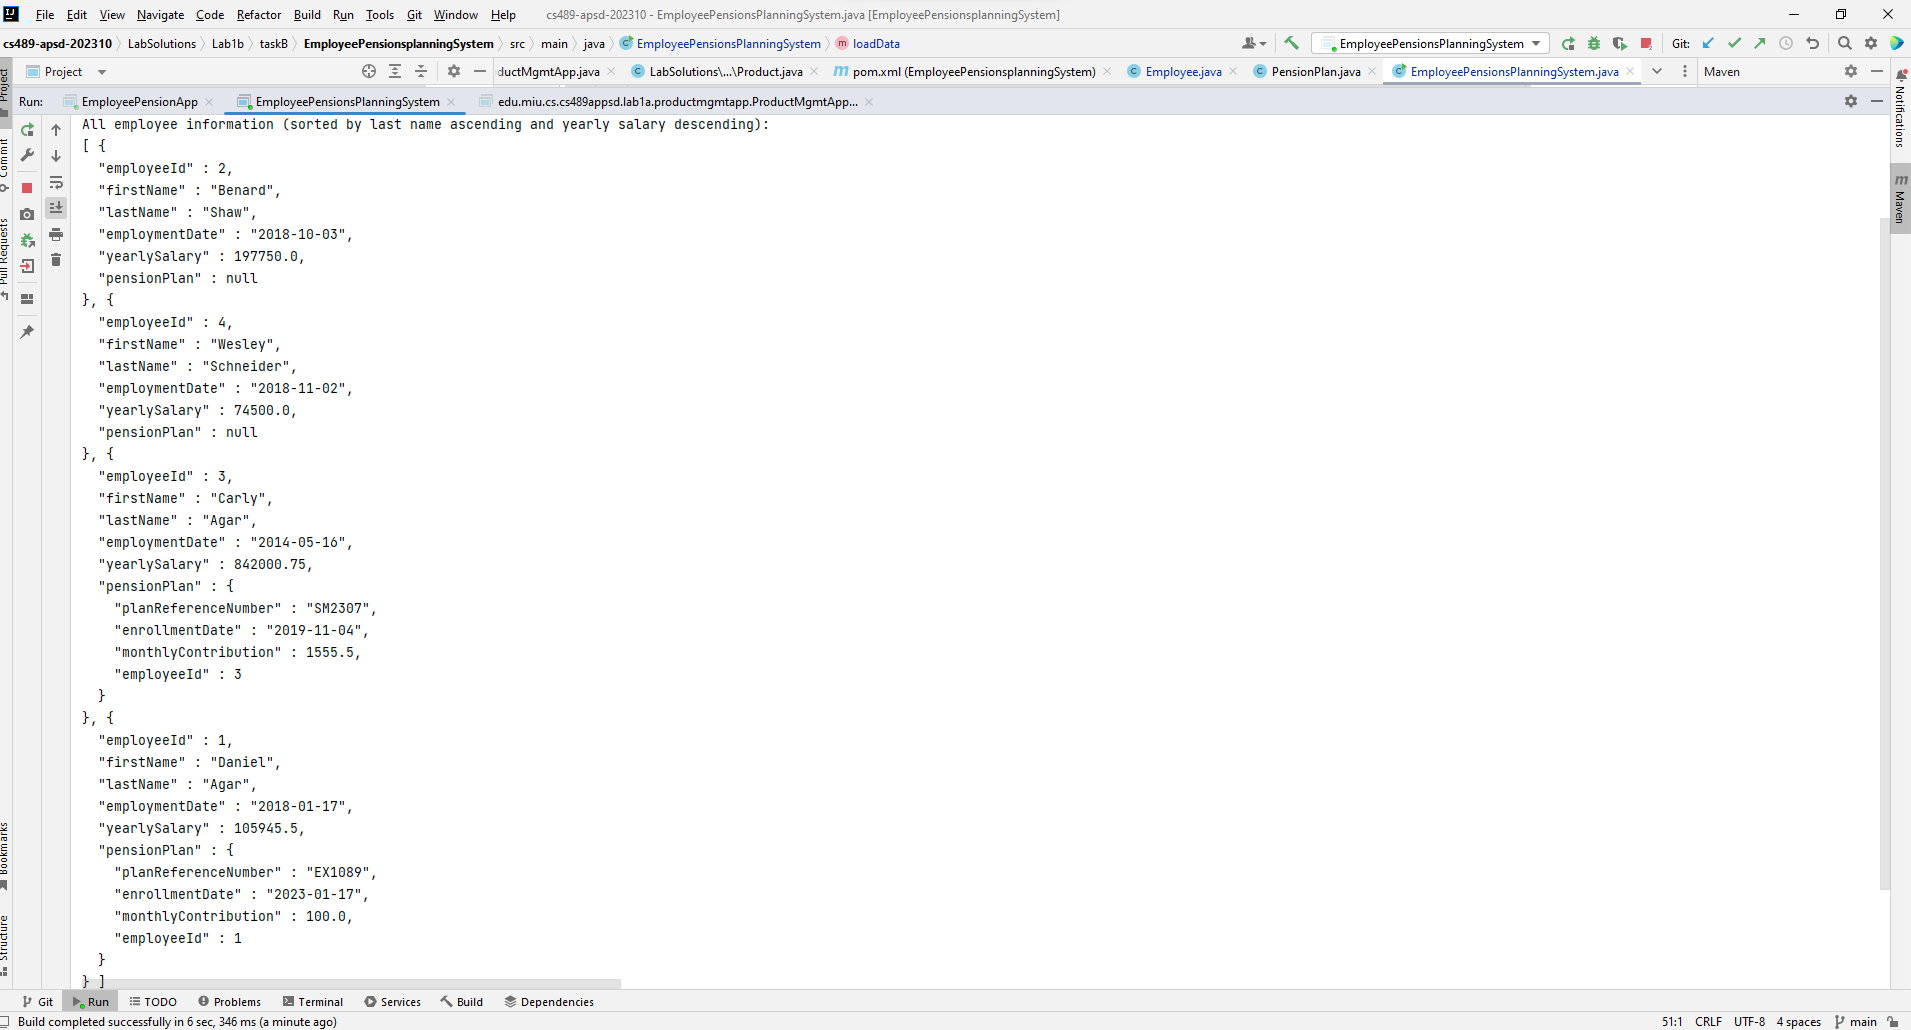 File Edit View Navigate Code Refactor Build Run Tools Git Window Help cs489-apsd-202310 - EmployeePensionsPlanningSystem.java [EmployeePensionsplanningSystem]
cs489-apsd-202310 LabSolutions Lab1b taskB EmployeePensionsplanningSystem src main java EmployeePensionsPlanningSystem loadData EmployeePensionsPlanningSystem Git:
Project ductMgmtApp.java LabSolutions\...\Product.java pom.xml (EmployeePensionsplanningSystem) Employee.java PensionPlan.java EmployeePensionsPlanningSystem.java Maven
Run: EmployeePensionApp EmployeePensionsPlanningSystem edu.miu.cs.cs489appsd.lab1a.productmgmtapp.ProductMgmtApp...
All employee information (sorted by last name ascending and yearly salary descending):
[ {
"employeeId" : 2,
"firstName" : "Benard",
"lastName" : "Shaw",
"employmentDate" : "2018-10-03",
"yearlySalary" : 197750.0,
"pensionPlan" : null
}, {
"employeeId" : 4,
"firstName" : "Wesley",
"lastName" : "Schneider",
"employmentDate" : "2018-11-02",
"yearlySalary" : 74500.0,
"pensionPlan" : null
}, {
"employeeId" : 3,
"firstName" : "Carly",
"lastName" : "Agar",
"employmentDate" : "2014-05-16",
"yearlySalary" : 842000.75,
"pensionPlan" : {
"planReferenceNumber" : "SM2307",
"enrollmentDate" : "2019-11-04",
"monthlyContribution" : 1555.5,
"employeeId" : 3
}
}, {
"employeeId" : 1,
"firstName" : "Daniel",
"lastName" : "Agar",
"employmentDate" : "2018-01-17",
"yearlySalary" : 105945.5,
"pensionPlan" : {
"planReferenceNumber" : "EX1089",
"enrollmentDate" : "2023-01-17",
"monthlyContribution" : 100.0,
"employeeId" : 1
}
} ]
Project
Commit
Pull Requests
Bookmarks
Structure
Notifications
Maven
Git Run TODO Problems Terminal Services Build Dependencies
Build completed successfully in 6 sec, 346 ms (a minute ago) 51:1 CRLF UTF-8 4 spaces main